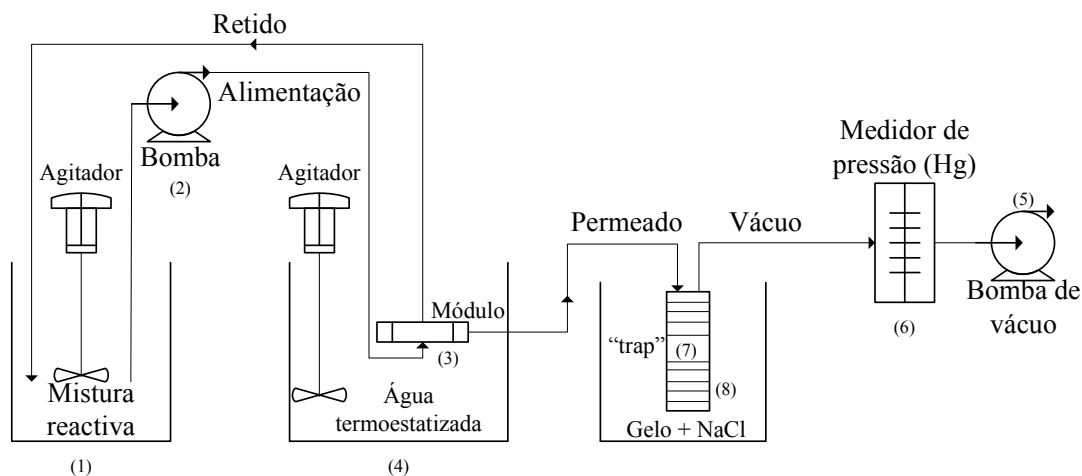 Retido
Alimentação
Bomba
(2)
Agitador
Mistura
reactiva
(1)
Agitador
Módulo
(3)
Água
termoestatizada
(4)
Permeado
Vácuo
“trap”
(7)
(8)
Gelo + NaCl
Medidor de
pressão (Hg)
(6)
(5)
Bomba de
vácuo